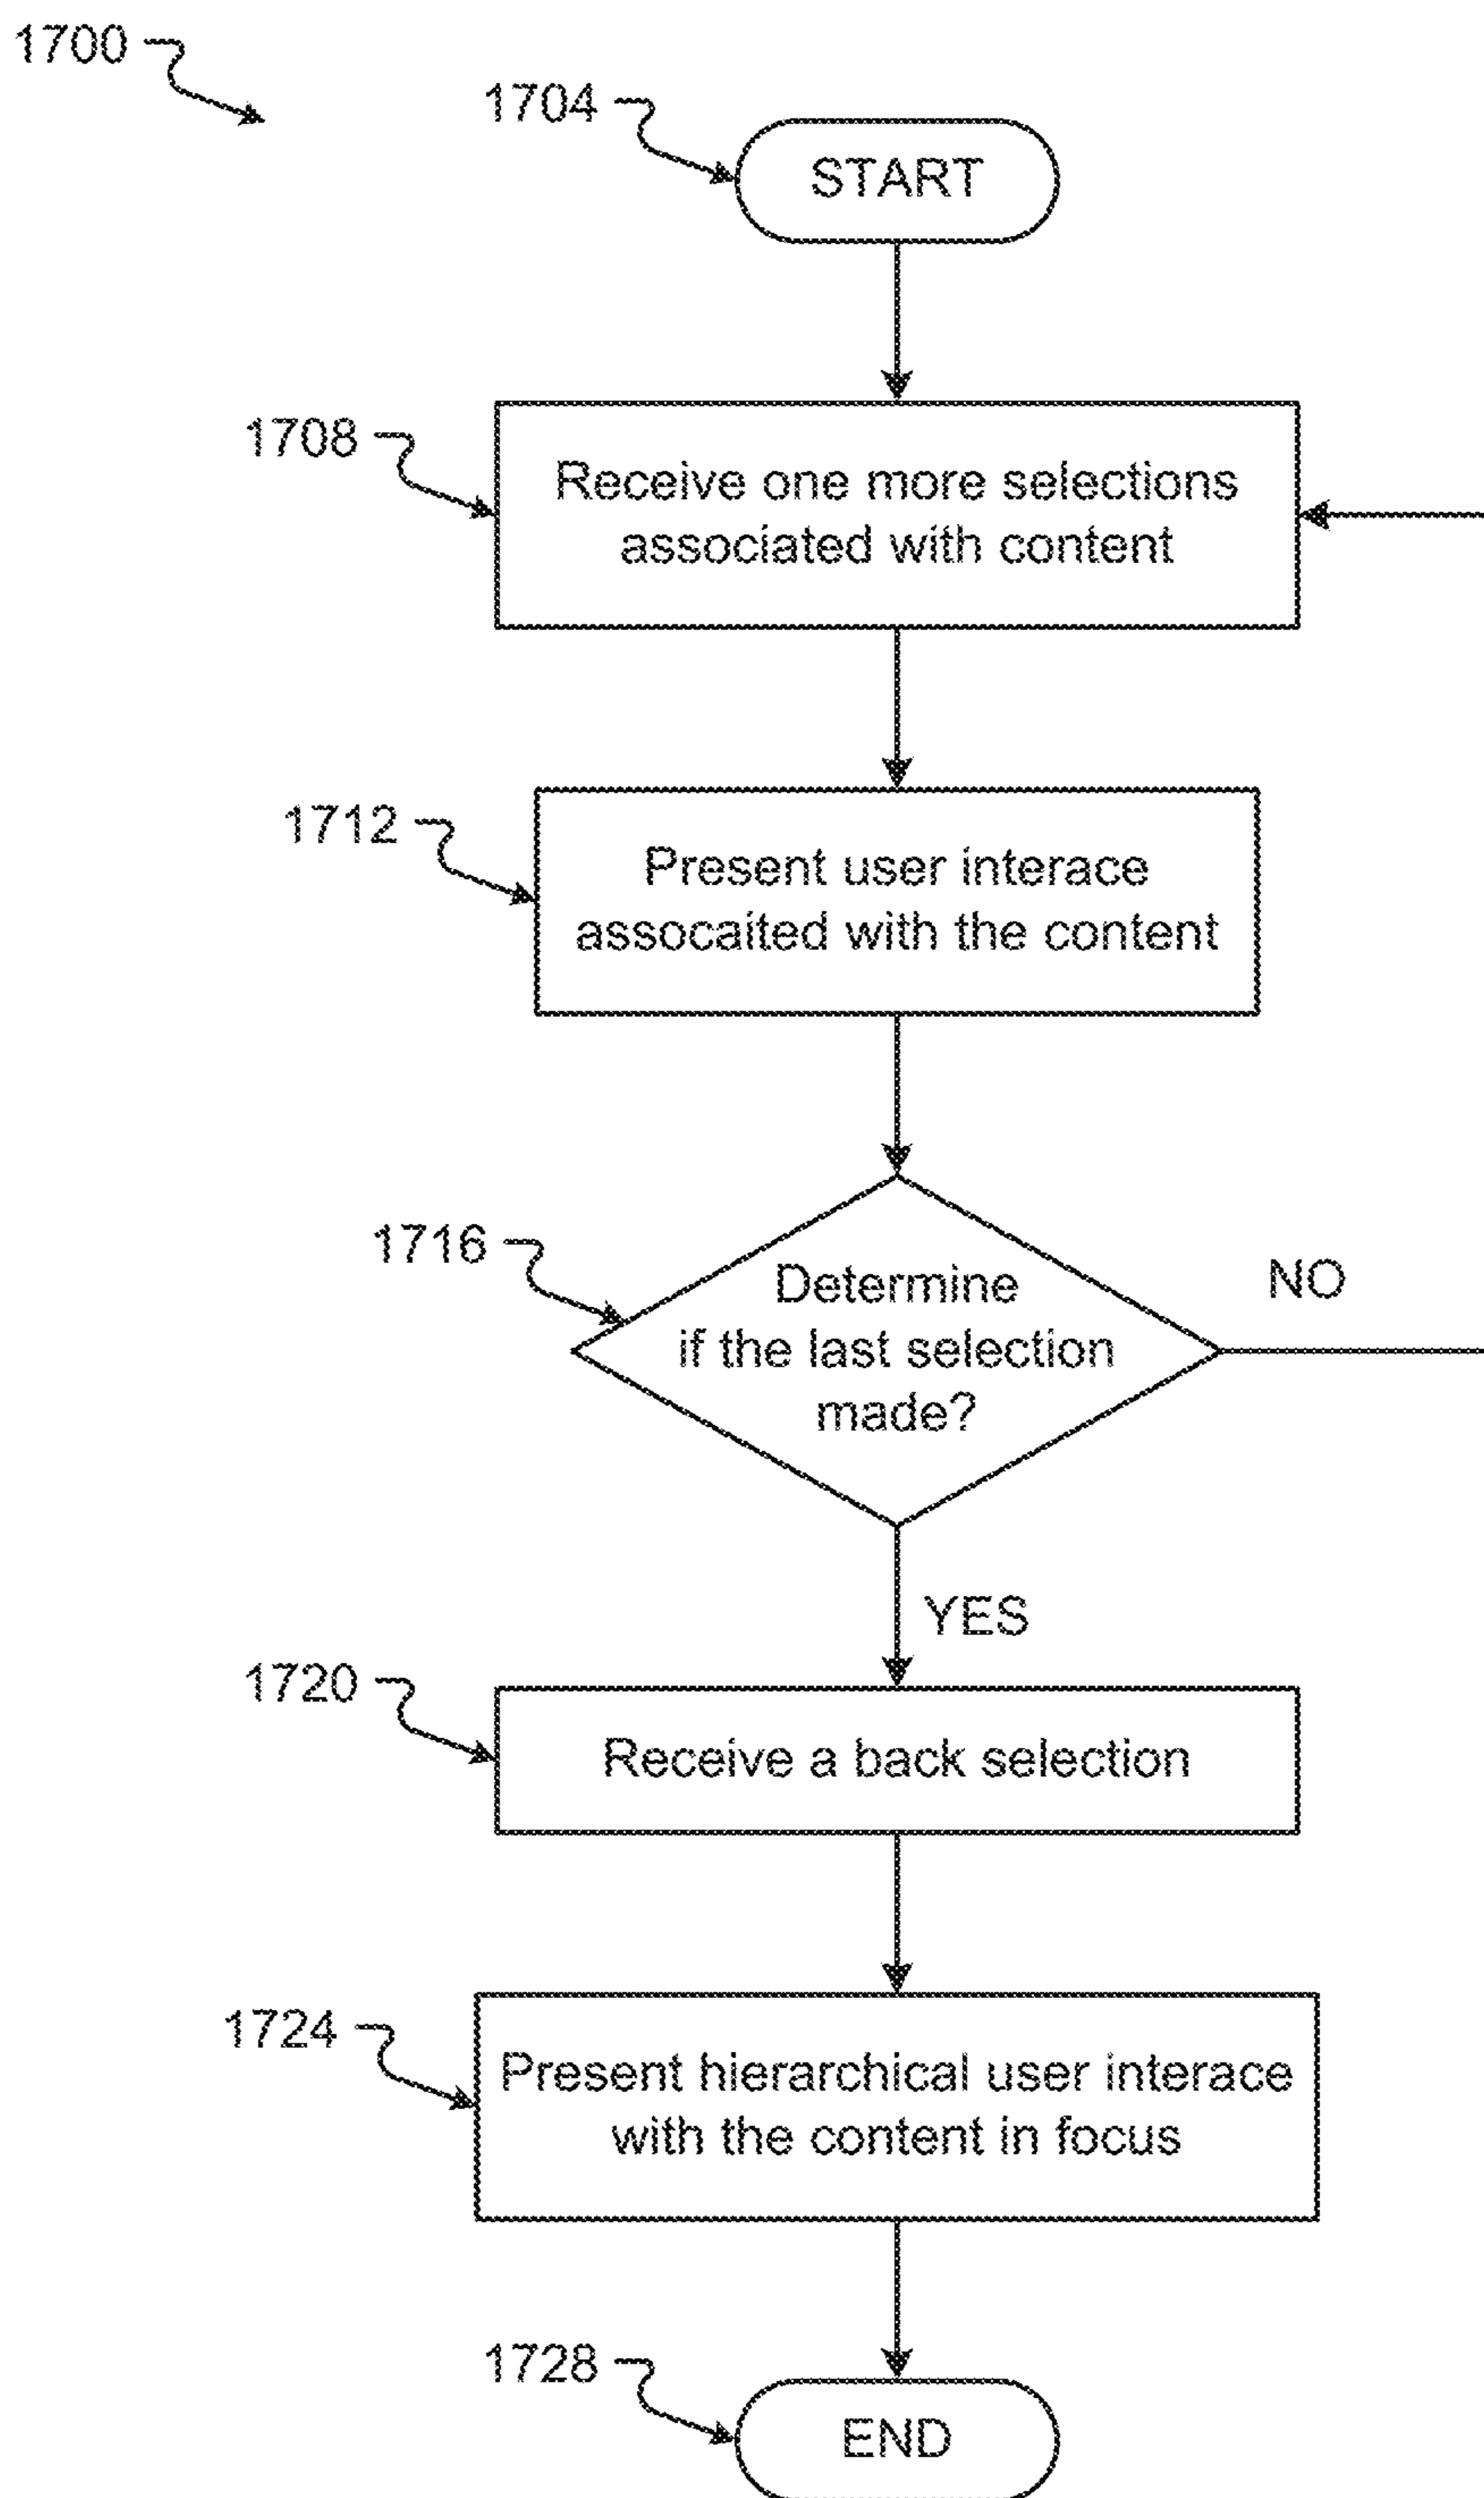 1700
1704
START
1708
Receive one more selections
associated with content
1712
Present user interace
assocaited with the content
1716
Determine
if the last selection
made?
NO
YES
1720
Receive a back selection
1724
Present hierarchical user interace
with the content in focus
1728
END